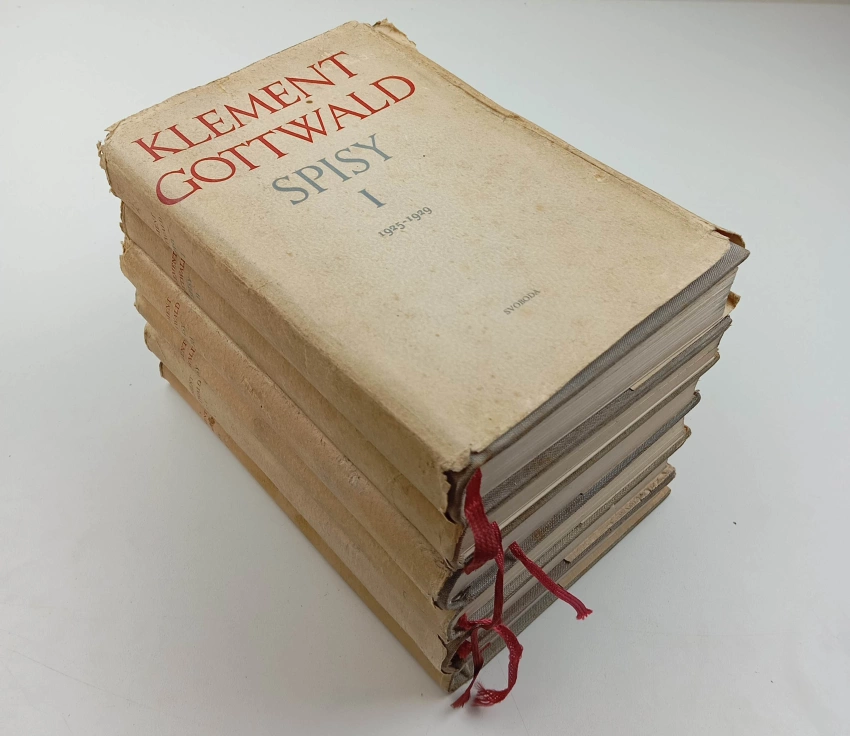 KLEMENT
GOTTWALD
SPISY
I
1925-1929
SVOBODA